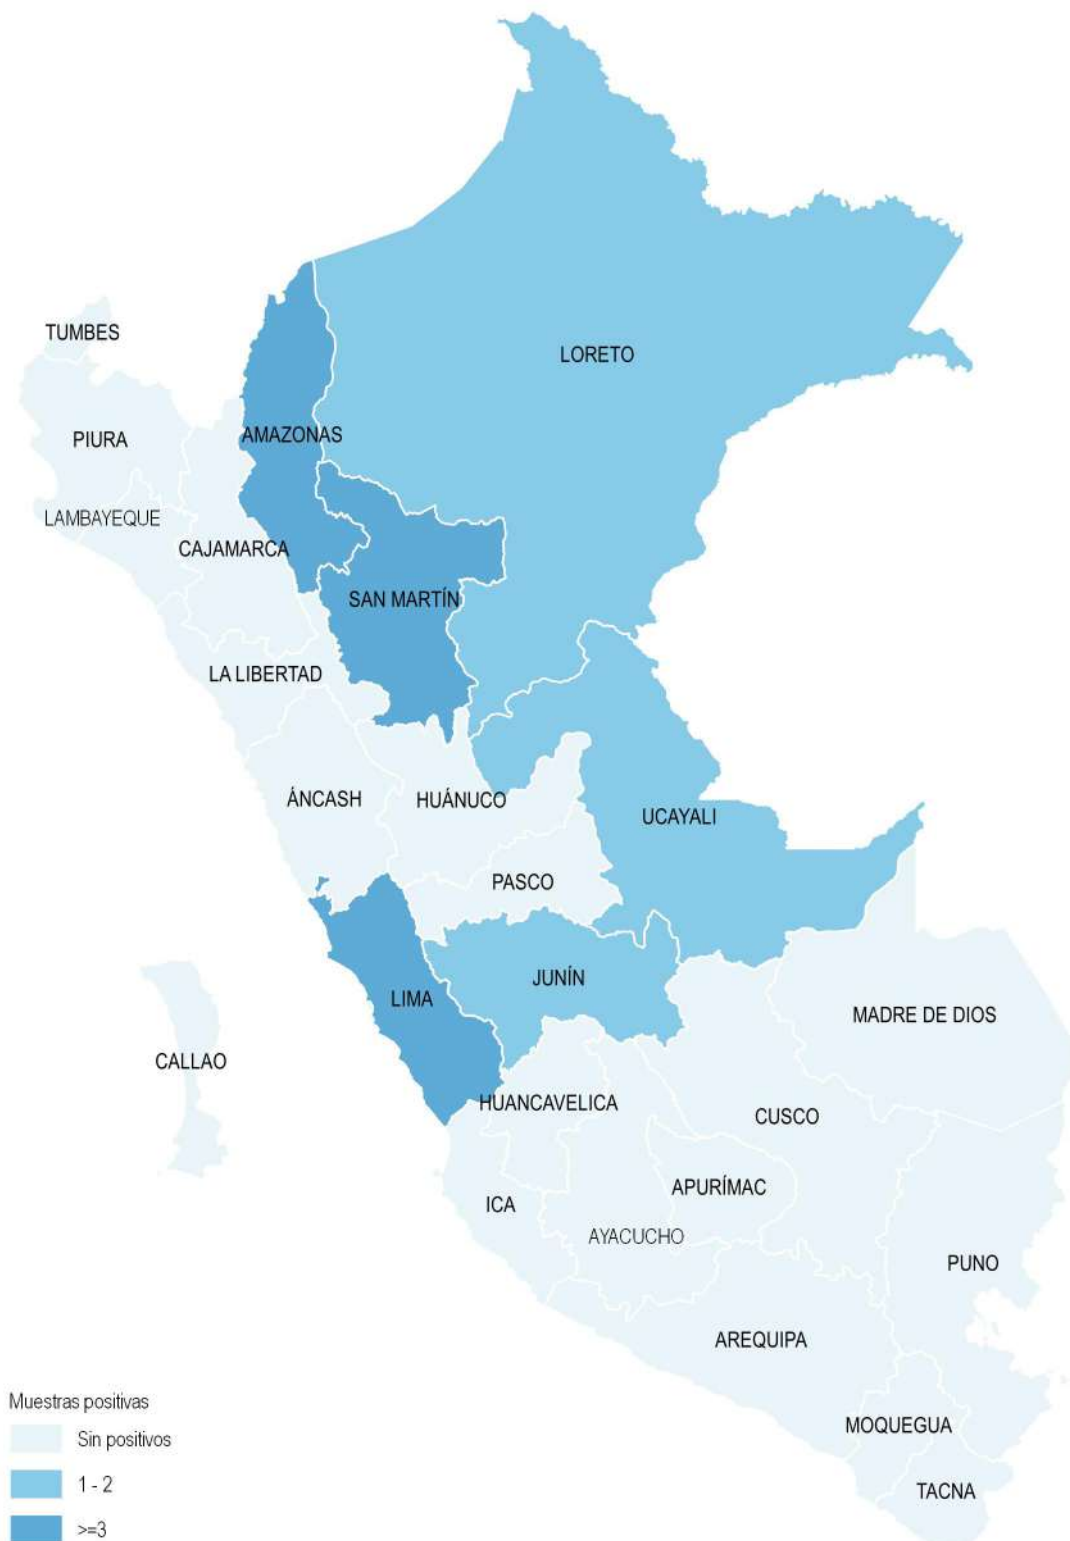 TUMBES
LORETO
PIURA
AMAZONAS
LAMBAYEQUE
CAJAMARCA
SAN MARTÍN
LA LIBERTAD
ÁNCASH
HUÁNUCO
UCAYALI
PASCO
JUNÍN
LIMA
MADRE DE DIOS
CALLAO
HUANCAVELICA
CUSCO
APURÍMAC
ICA
AYACUCHO
PUNO
AREQUIPA
Muestras positivas
MOQUEGUA
Sin positivos
1 - 2
TACNA
>=3